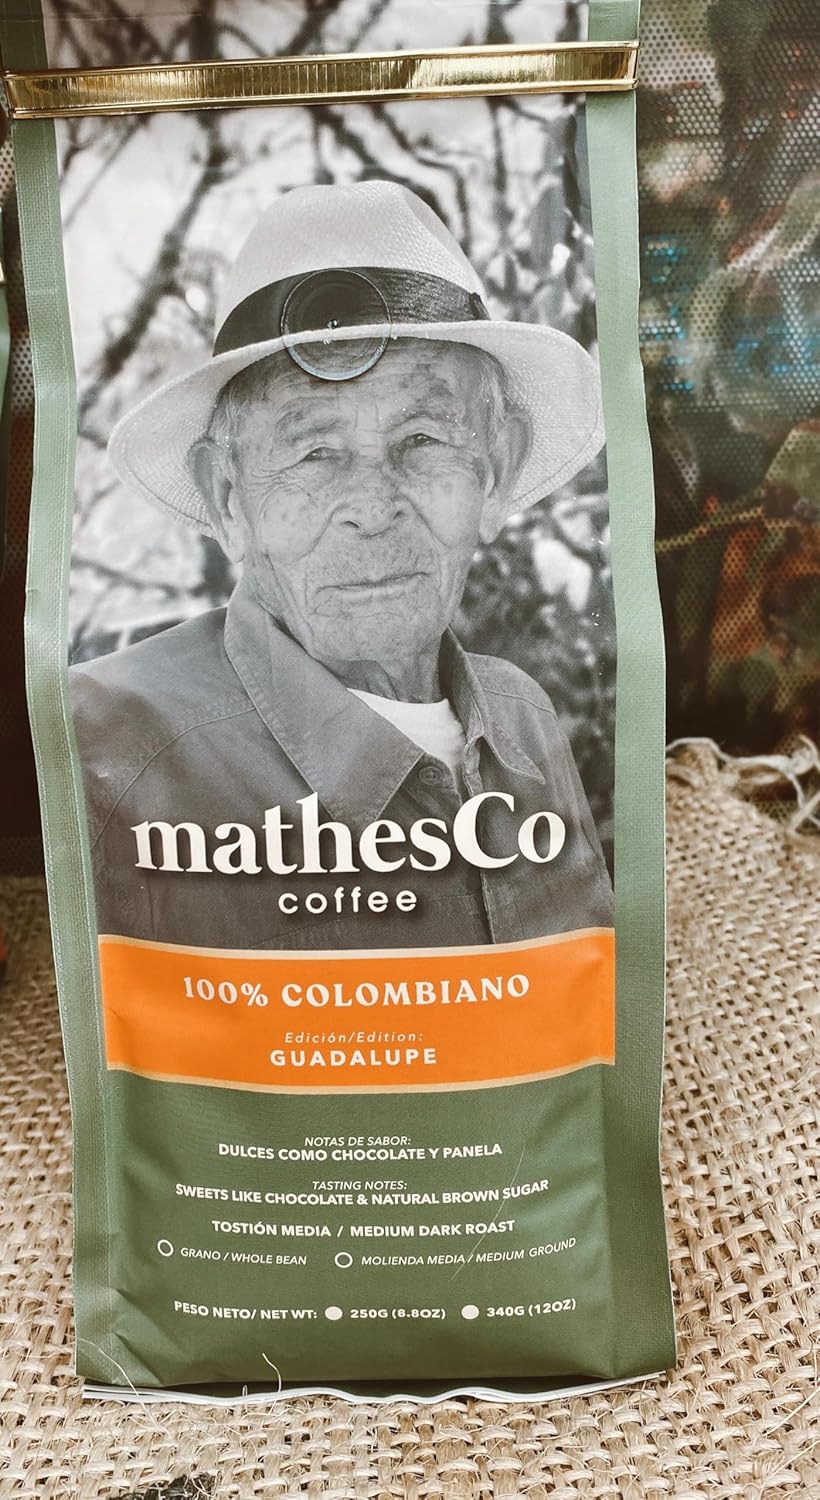 mathesCo
coffee
100% COLOMBIANO
Edición/Edition:
GUADALUPE
NOTAS DE SABOR:
DULCES COMO CHOCOLATE Y PANELA
TASTING NOTES:
SWEETS LIKE CHOCOLATE & NATURAL BROWN SUGAR
TOSTIÓN MEDIA / MEDIUM DARK ROAST
GRANO / WHOLE BEAN MOLIENDA MEDIA / MEDIUM GROUND
PESO NETO/ NET WT: 250G (8.8OZ) 340G (12OZ)